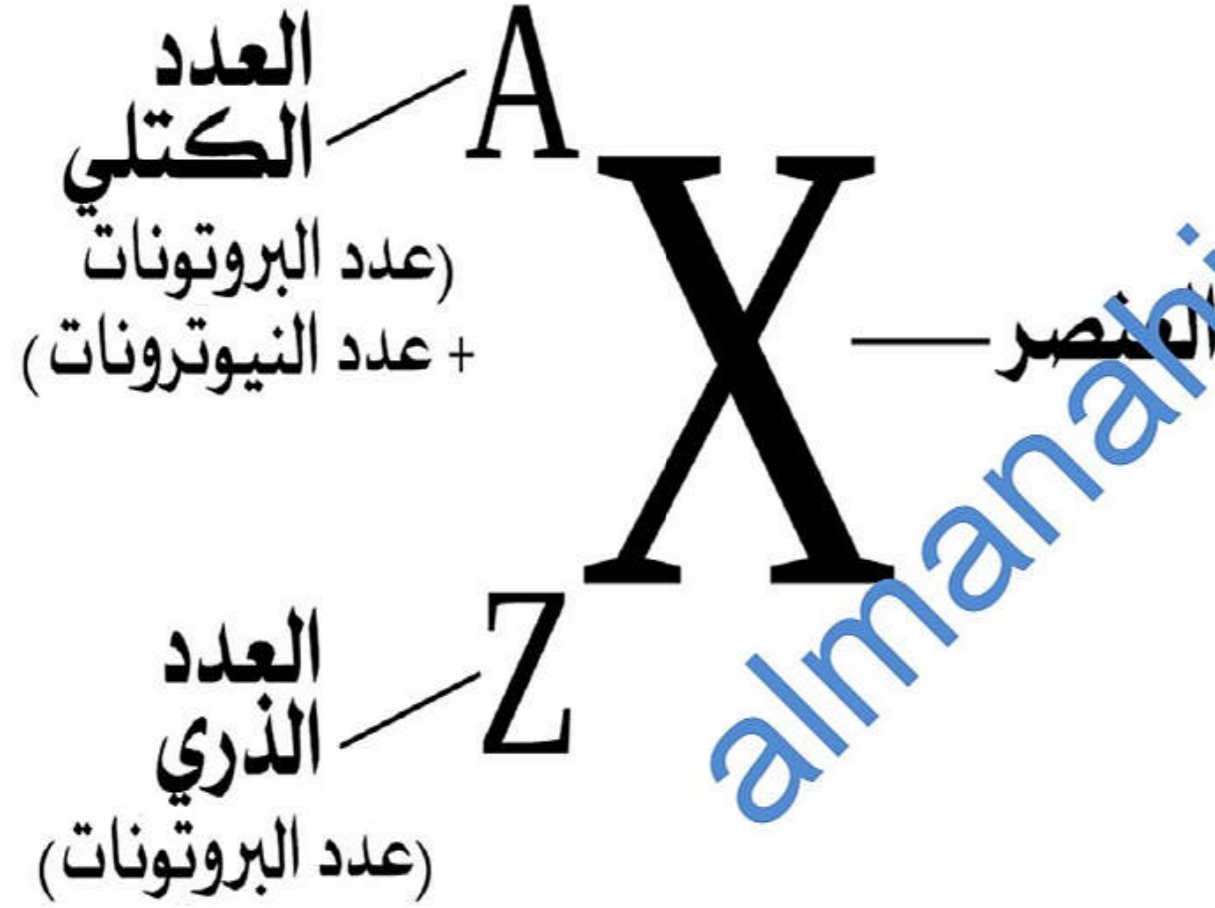 العدد
الكتلي
(عدد البروتونات
+ عدد النيوترونات)
A
X
العنصر
Z
العدد
الذري
(عدد البروتونات)
almanahj